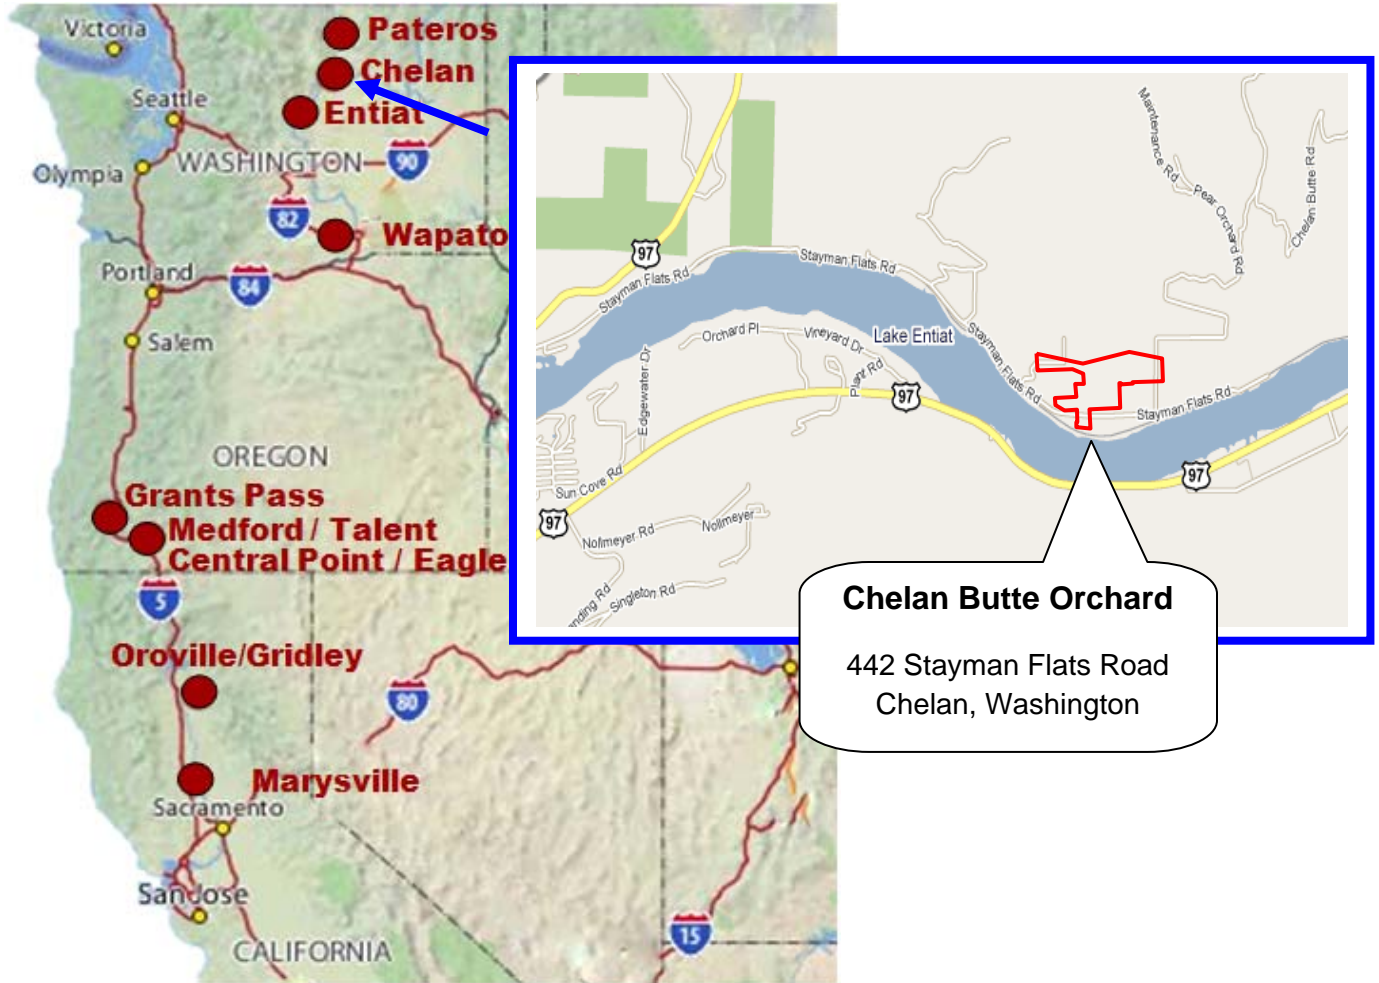 Victoria
Pateros
Chelan
Seattle
Entiat
WASHINGTON
90
Olympia
82
Wapato
Portland
84
Salem
OREGON
Grants Pass
Medford / Talent
Central Point / Eagle
5
Oroville/Gridley
80
Marysville
Sacramento
San Jose
CALIFORNIA
15
Maintenance Rd
Pear Orchard Rd
Chelan Butte Rd
97
Stayman Flats Rd
Stayman Flats Rd
Orchard Pl
Vineyard Dr
Lake Entiat
Stayman Flats Rd
Edgewater Dr
Plant Rd
97
Stayman Flats Rd
97
Sun Cove Rd
97
Nollmeyer Rd
Nollmeyer
Singleton Rd
anding Rd
Chelan Butte Orchard
442 Stayman Flats Road
Chelan, Washington